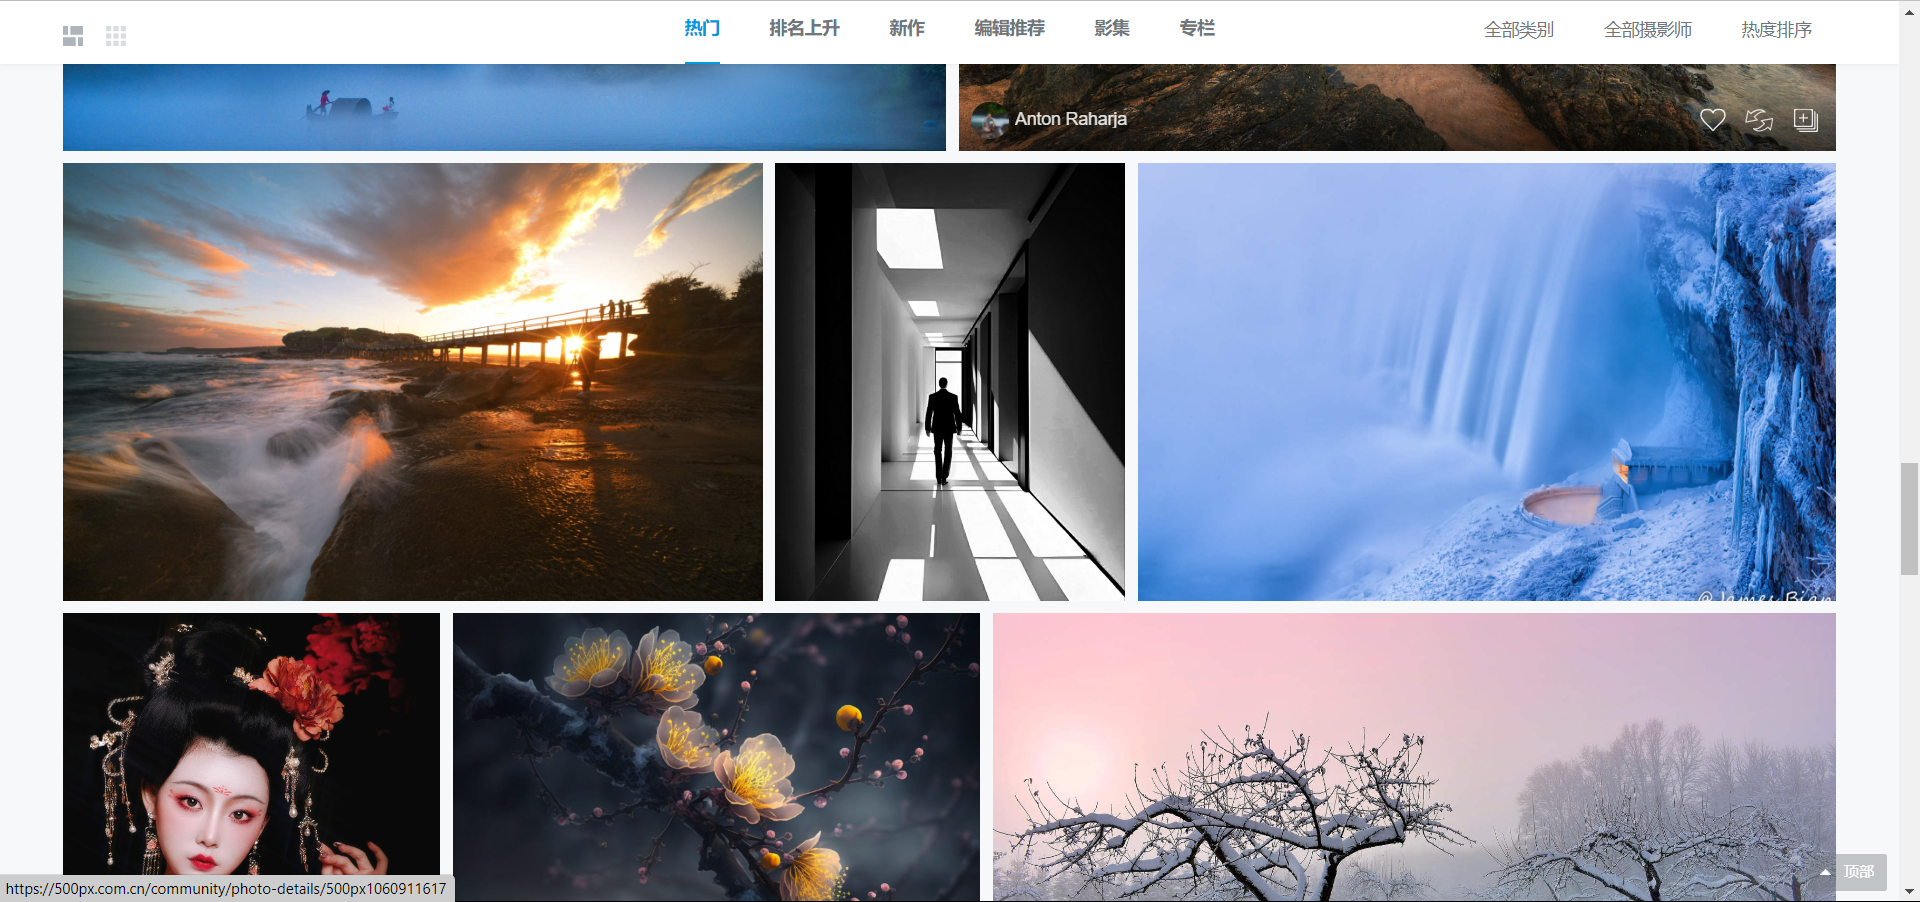 热门 排名上升 新作 编辑推荐 影集 专栏 全部类别 全部摄影师 热度排序
Anton Raharja
@James Bian
顶部
https://500px.com.cn/community/photo-details/500px1060911617